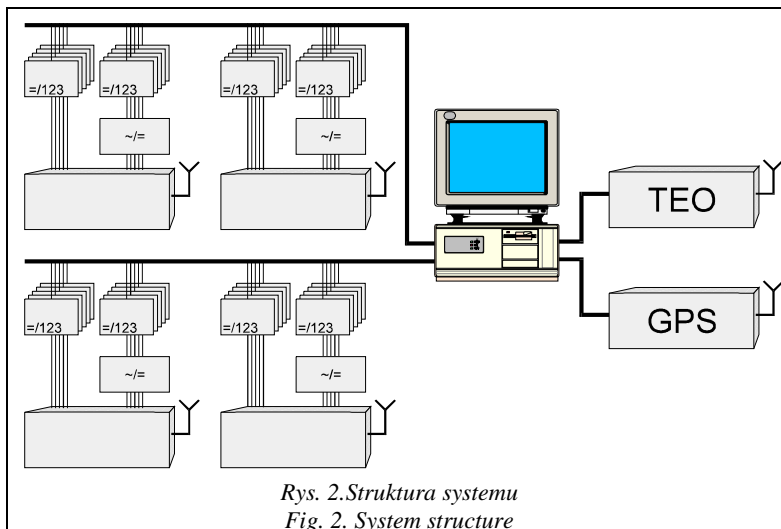 =/123 =/123 =/123 =/123
~/= ~/=
TEO
=/123 =/123 =/123 =/123
GPS
~/= ~/=
Rys. 2.Struktura systemu
Fig. 2. System structure